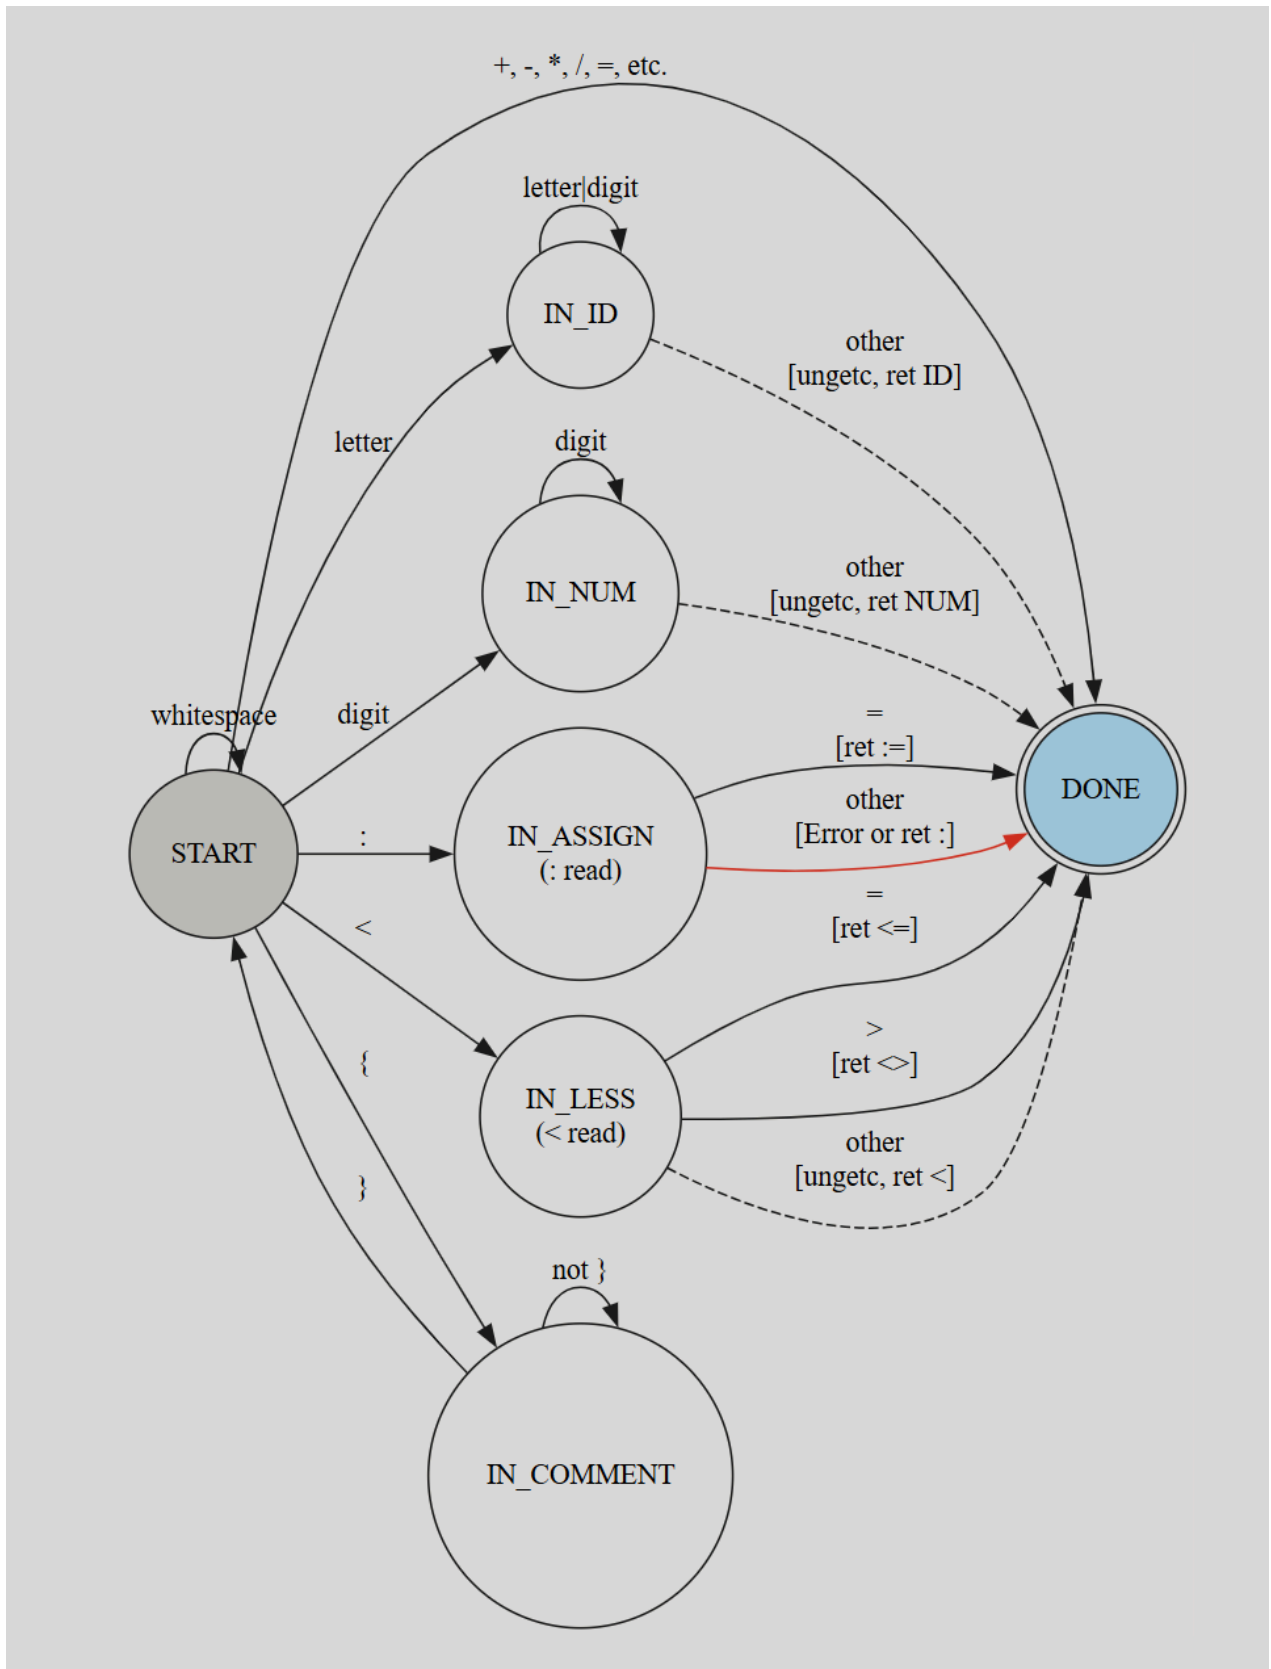 +, -, *, /, =, etc.
letter|digit
IN_ID
other
[ungetc, ret ID]
letter
digit
IN_NUM
other
[ungetc, ret NUM]
whitespace
digit
=
[ret :=]
DONE
other
[Error or ret :]
START
:
IN_ASSIGN
(: read)
=
[ret <=]
<
>
[ret <>]
{
IN_LESS
(< read)
other
[ungetc, ret <]
}
not }
IN_COMMENT